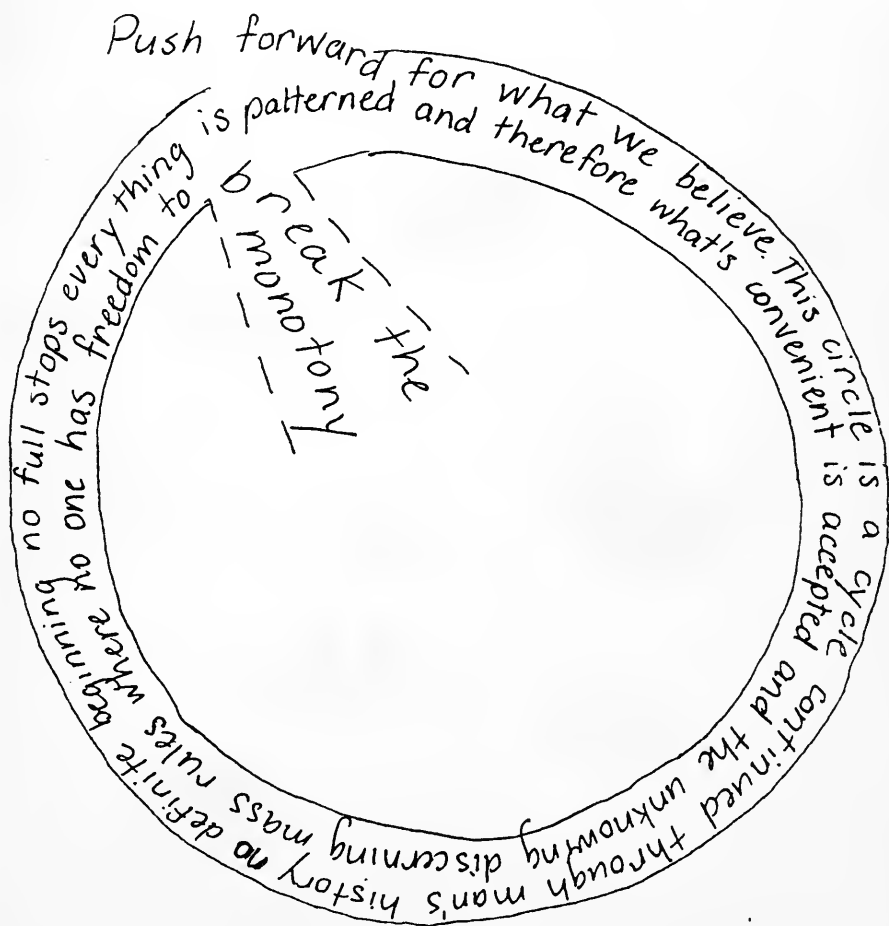 Push forward for what we believe. This circle is a cycle continued through man's history no definite beginning no full stops every thing is patterned and therefore what's convenient is accepted and the unknowing discerning mass rules where no one has freedom to break the
monotony